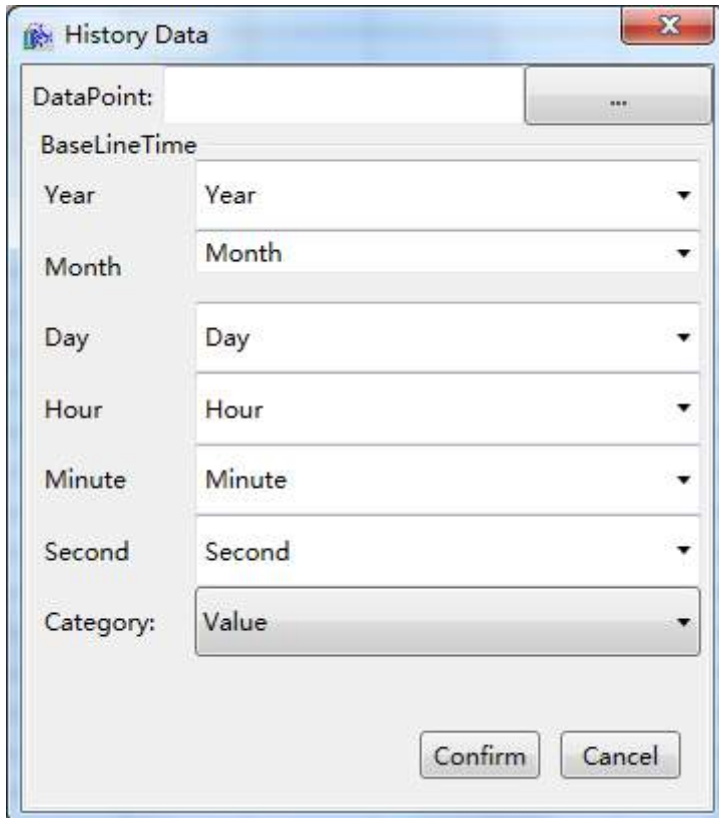 History Data
DataPoint: ...
BaseLineTime
Year Year
Month Month
Day Day
Hour Hour
Minute Minute
Second Second
Category: Value
Confirm Cancel